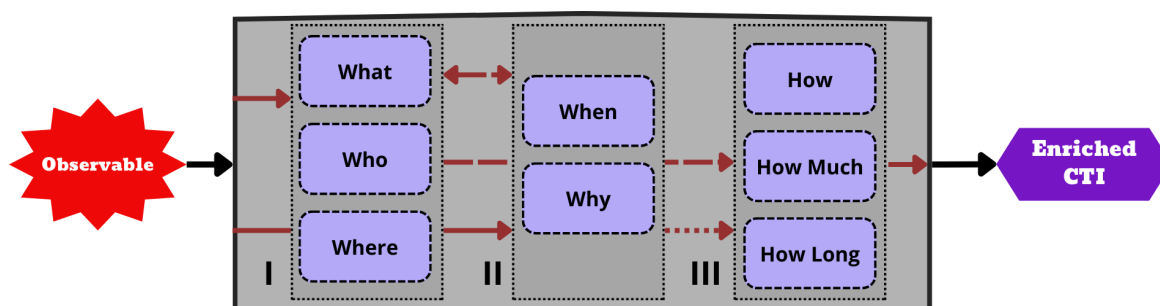 Observable
I
What
Who
Where
II
When
Why
III
How
How Much
How Long
Enriched
CTI